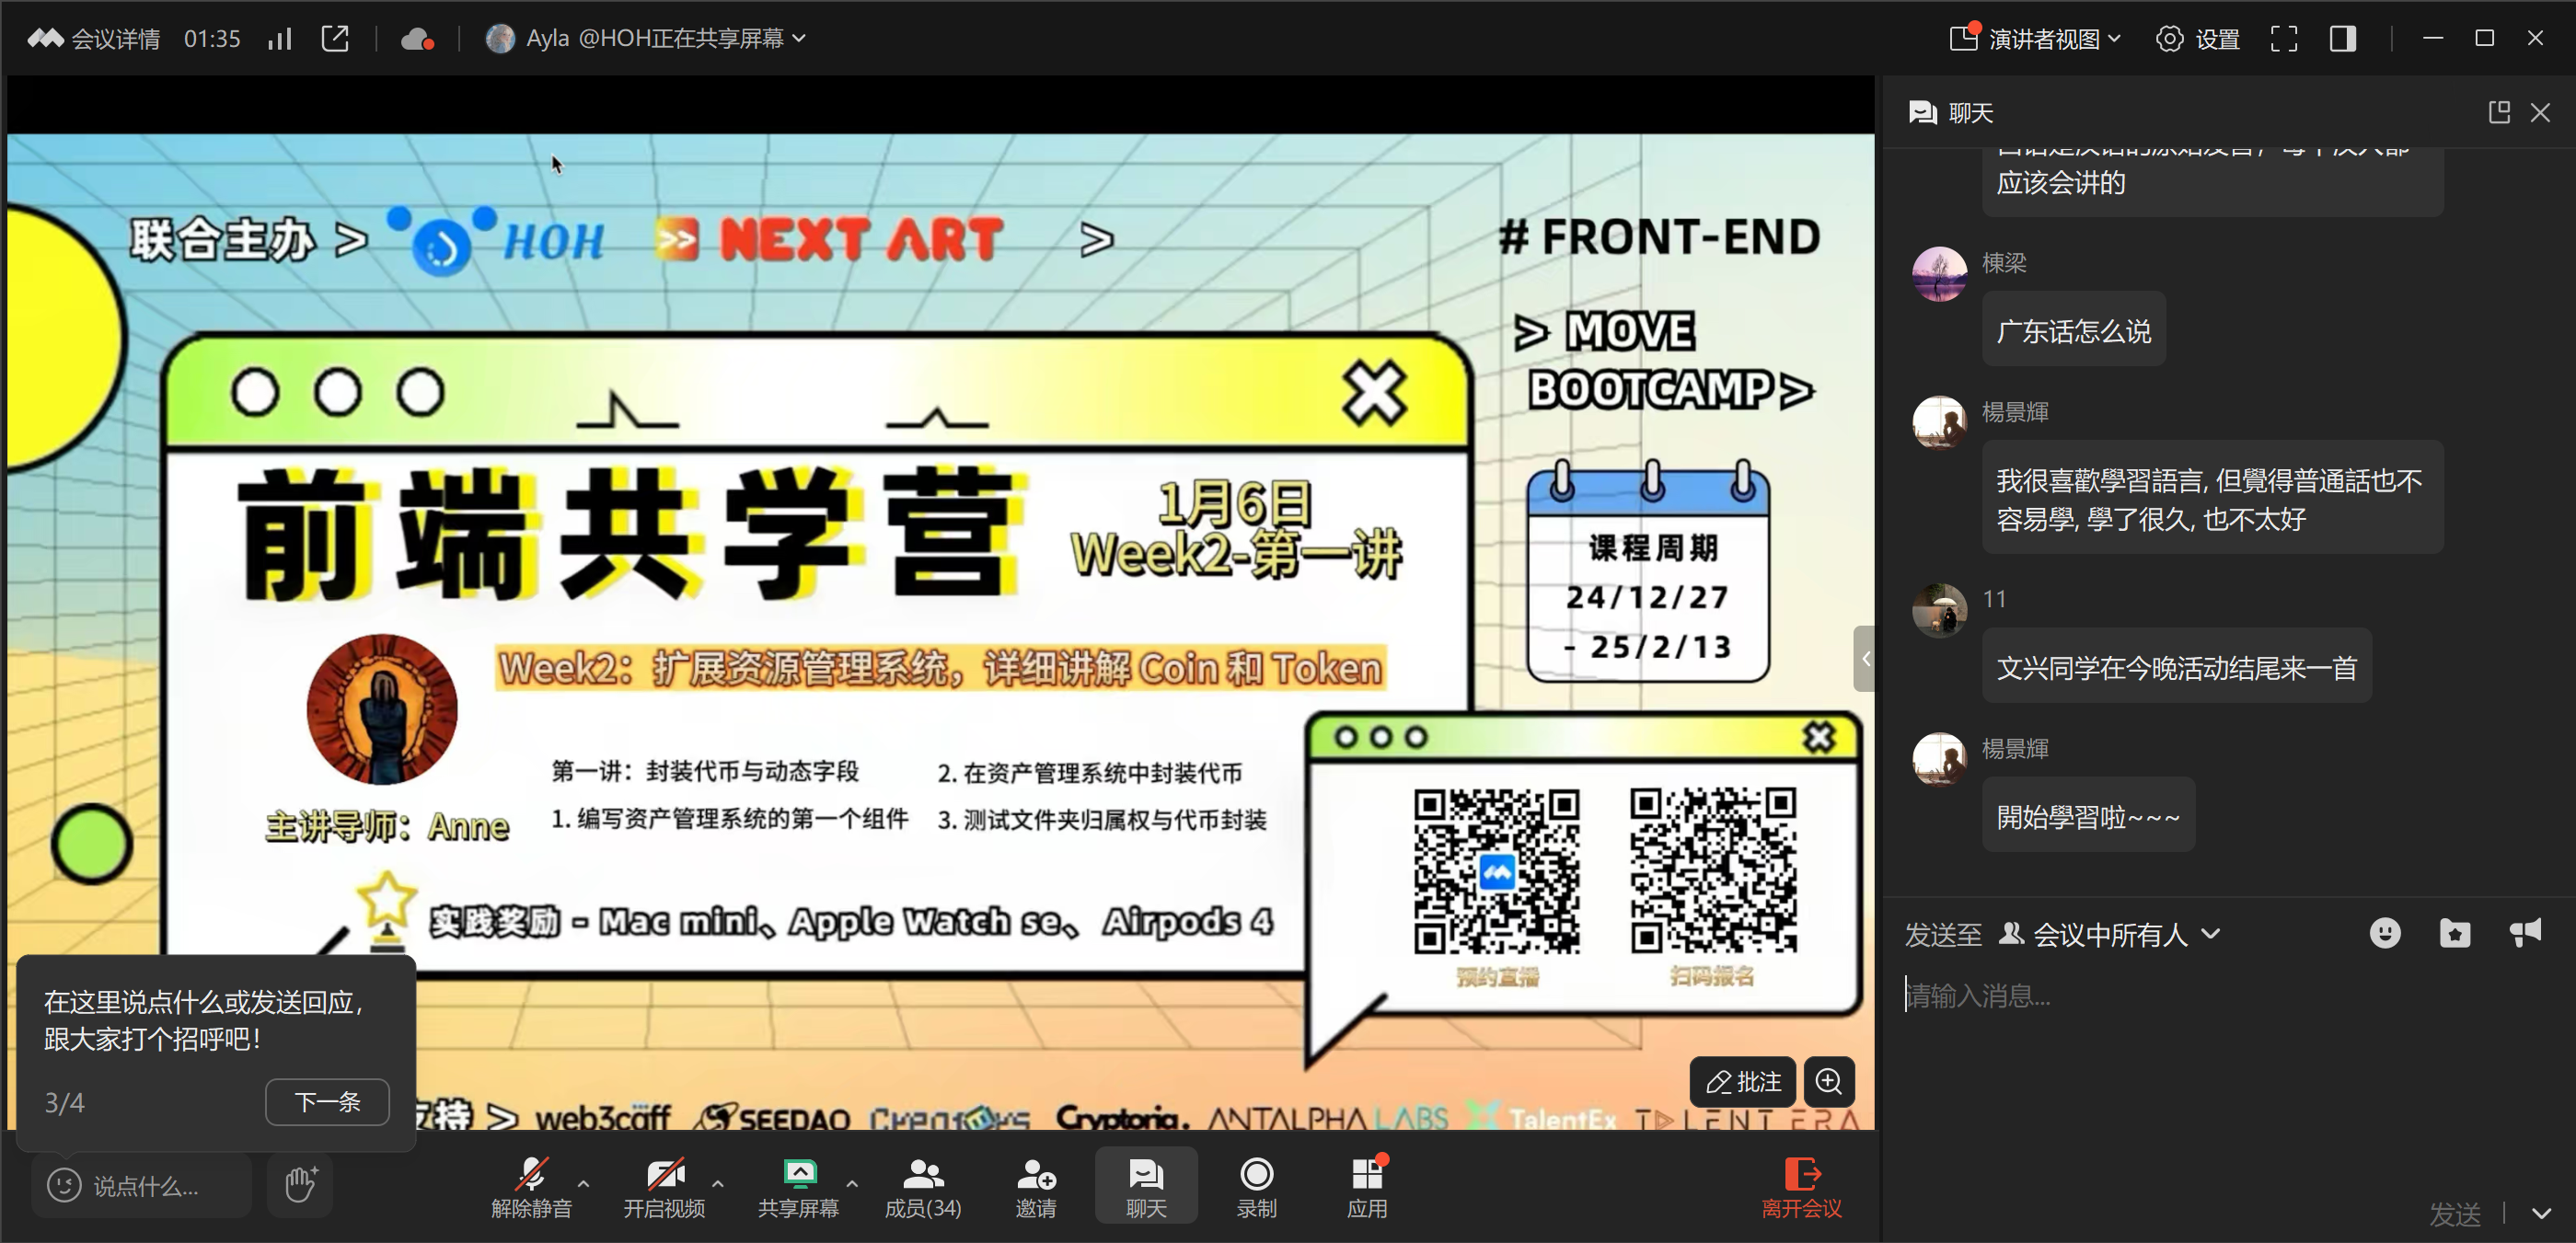 会议详情
01:35
Ayla @HOH正在共享屏幕
演讲者视图
设置
联合主办 > HOH NEXT ART >
# FRONT-END
> MOVE
BOOTCAMP>
前端共学营
1月6日
Week2-第一讲
课程周期
24/12/27
- 25/2/13
Week2：扩展资源管理系统，详细讲解 Coin 和 Token
第一讲：封装代币与动态字段
1. 编写资产管理系统的第一个组件
2. 在资产管理系统中封装代币
3. 测试文件夹归属权与代币封装
主讲导师：Anne
实践奖励 - Mac mini、Apple Watch se、 Airpods 4
预约直播
扫码报名
支持 > web3caff SEEDAO Cryptoria. ANTALPHA LABS TalentEx TALENT ERA
批注
在这里说点什么或发送回应，
跟大家打个招呼吧！
3/4
下一条
说点什么...
解除静音
开启视频
共享屏幕
成员(34)
邀请
聊天
录制
应用
离开会议
聊天
应该会讲的
棟梁
广东话怎么说
楊景輝
我很喜歡學習語言, 但覺得普通話也不
容易學, 學了很久, 也不太好
11
文兴同学在今晚活动结尾来一首
楊景輝
開始學習啦~~~
发送至 会议中所有人
请输入消息...
发送